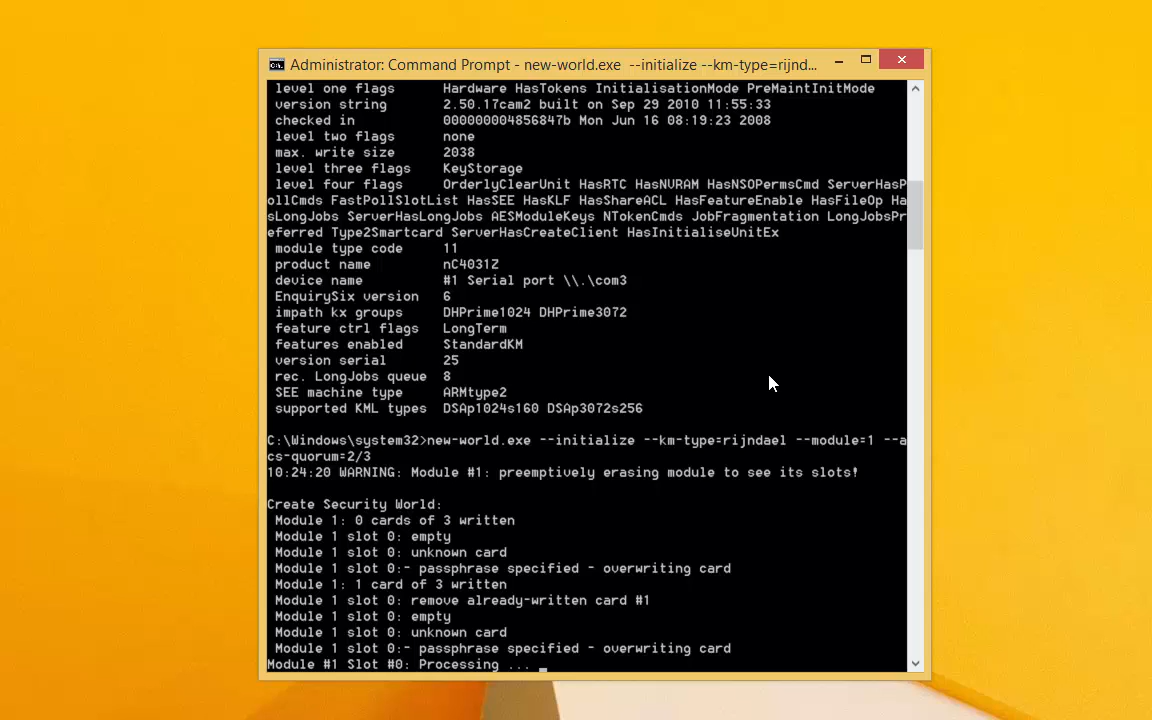 Administrator: Command Prompt - new-world.exe  --initialize --km-type=rijnd...
level one flags      Hardware HasTokens InitialisationMode PreMaintInitMode
version string       2.50.17cam2 built on Sep 29 2010 11:55:33
checked in           000000004856847b Mon Jun 16 08:19:23 2008
level two flags      none
max. write size      2038
level three flags    KeyStorage
level four flags     OrderlyClearUnit HasRTC HasNVRAM HasNSOPermsCmd ServerHasP
ollCmds FastPollSlotList HasSEE HasKLF HasShareACL HasFeatureEnable HasFileOp Ha
sLongJobs ServerHasLongJobs AESModuleKeys NTokenCmds JobFragmentation LongJobsPr
eferred Type2Smartcard ServerHasCreateClient HasInitialiseUnitEx
module type code     11
product name         nC4031Z
device name          #1 Serial port \\.\com3
EnquirySix version   6
impath kx groups     DHPrime1024 DHPrime3072
feature ctrl flags   LongTerm
features enabled     StandardKM
version serial       25
rec. LongJobs queue  8
SEE machine type     ARMtype2
supported KML types  DSAp1024s160 DSAp3072s256
C:\Windows\system32>new-world.exe --initialize --km-type=rijndael --module=1 --a
cs-quorum=2/3
10:24:20 WARNING: Module #1: preemptively erasing module to see its slots!
Create Security World:
Module 1: 0 cards of 3 written
Module 1 slot 0: empty
Module 1 slot 0: unknown card
Module 1 slot 0:- passphrase specified - overwriting card
Module 1: 1 card of 3 written
Module 1 slot 0: remove already-written card #1
Module 1 slot 0: empty
Module 1 slot 0: unknown card
Module 1 slot 0:- passphrase specified - overwriting card
Module #1 Slot #0: Processing ...